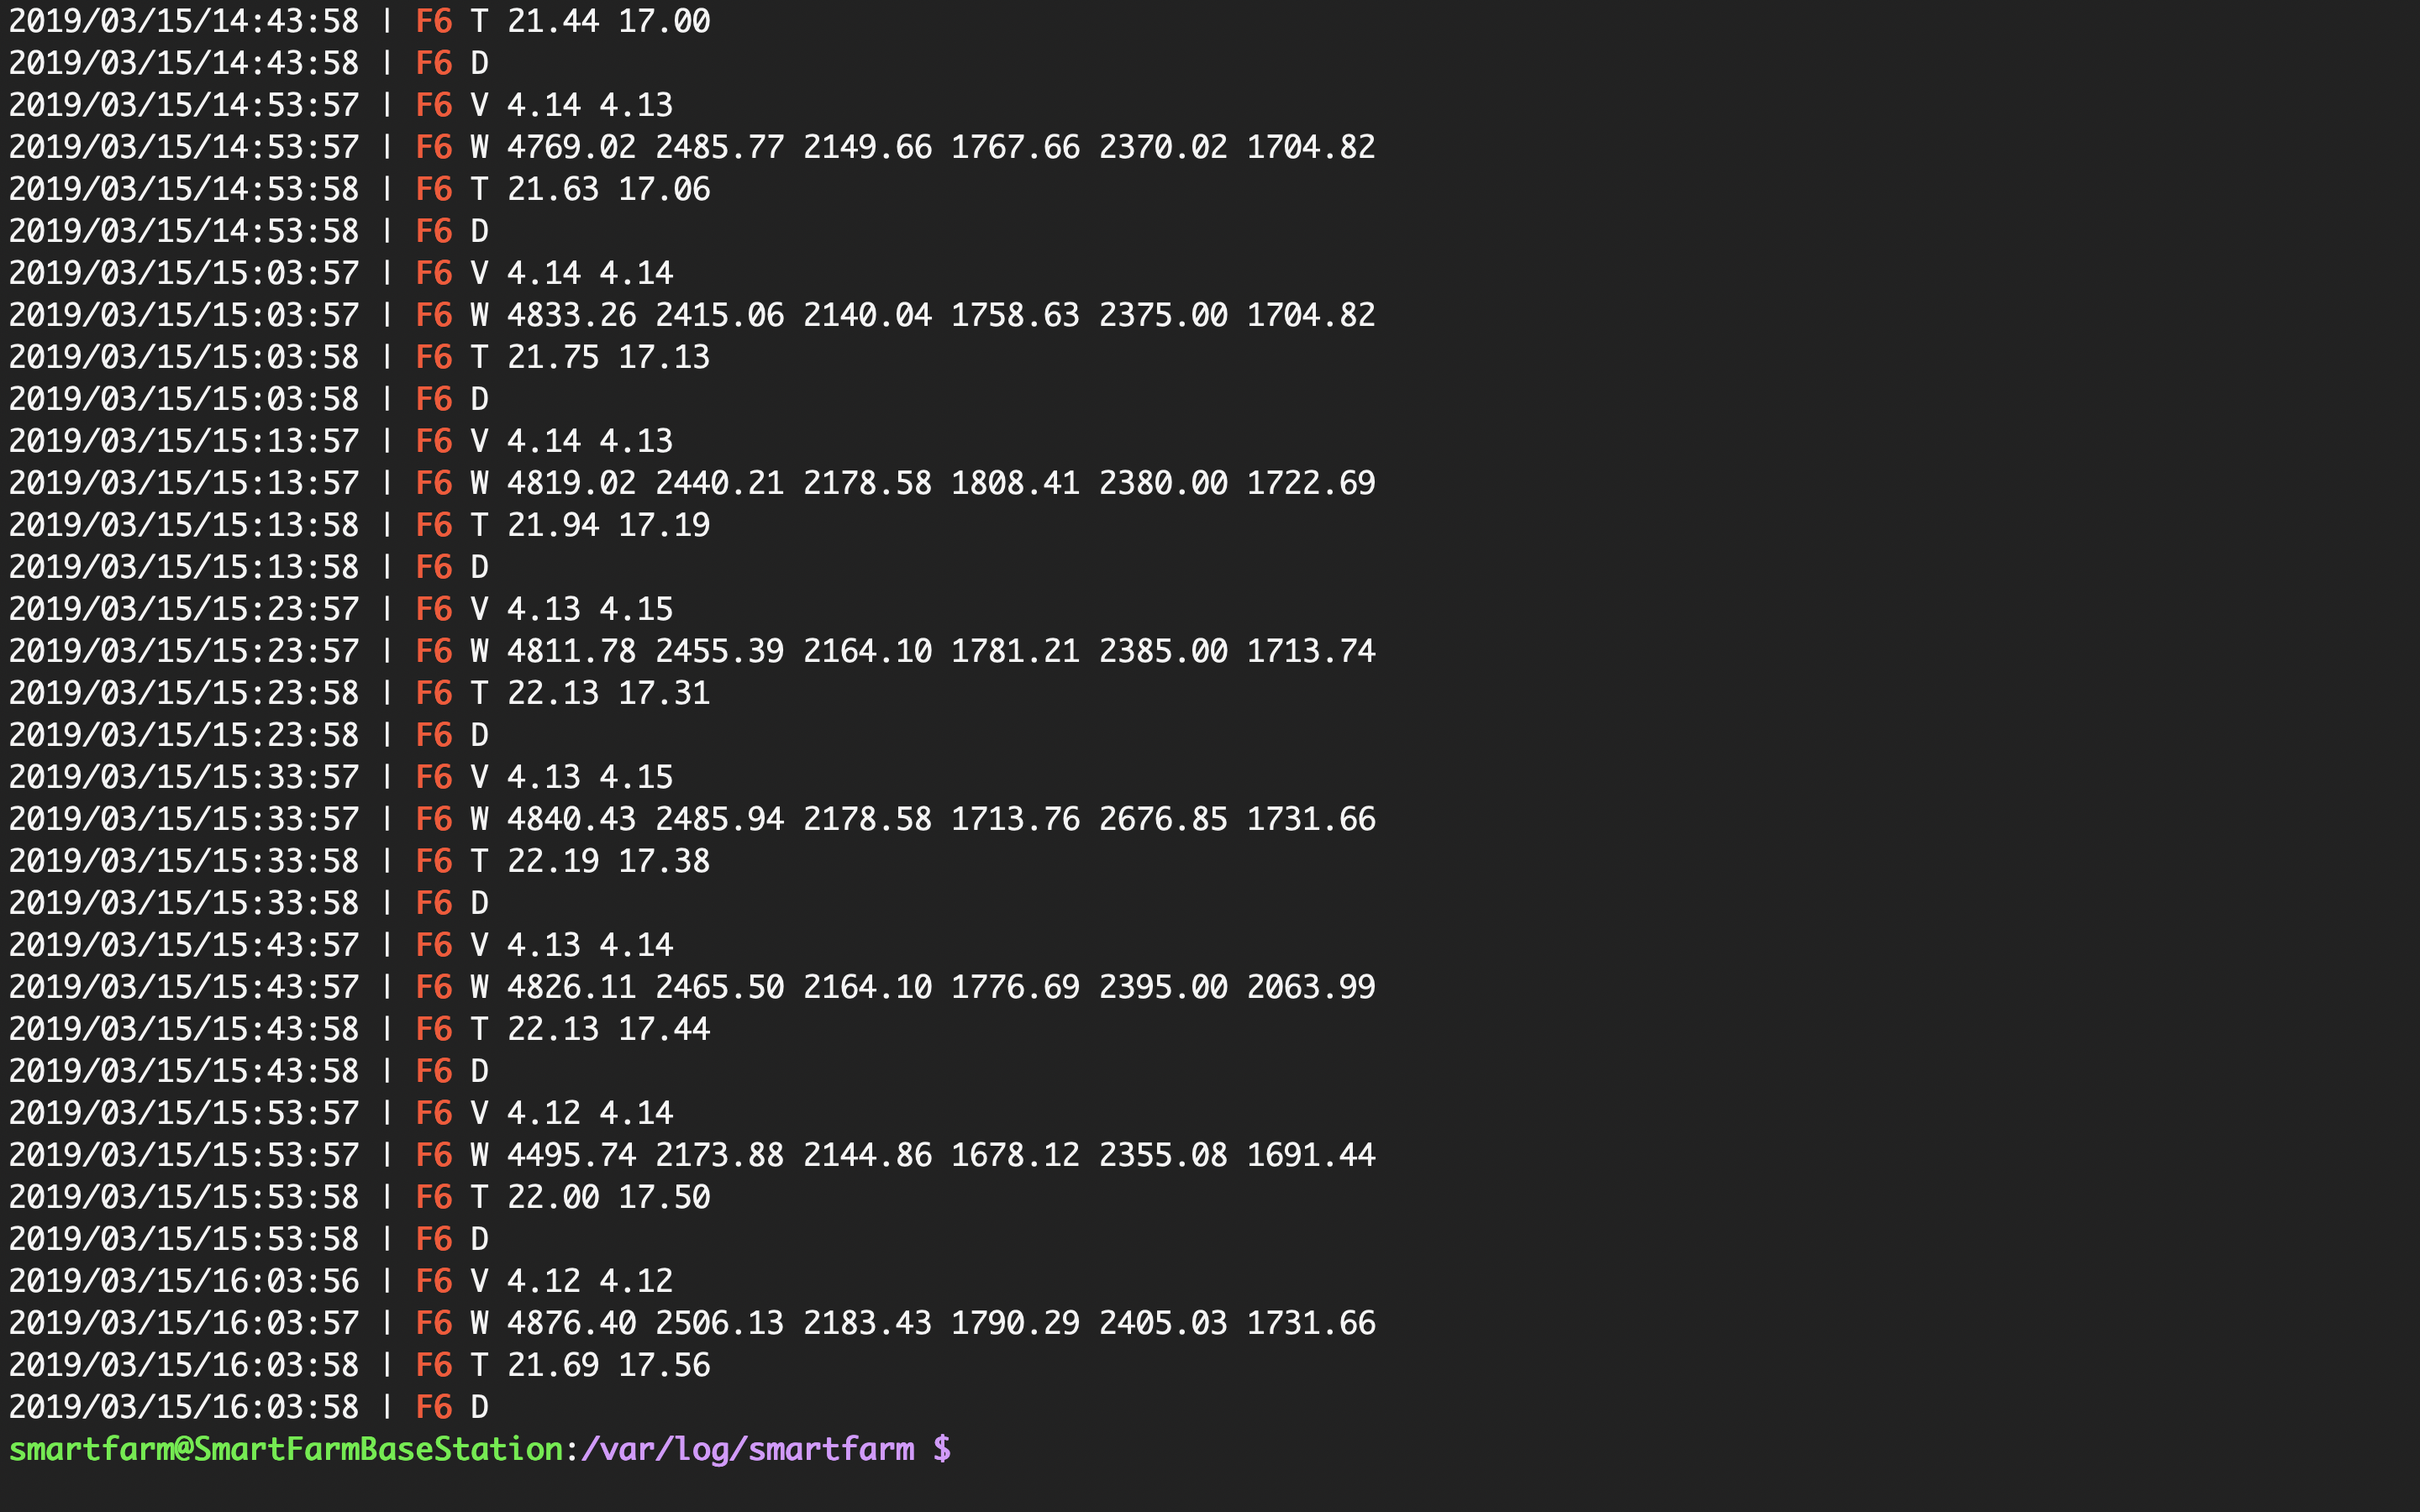 2019/03/15/14:43:58 | F6 T 21.44 17.00
2019/03/15/14:43:58 | F6 D
2019/03/15/14:53:57 | F6 V 4.14 4.13
2019/03/15/14:53:57 | F6 W 4769.02 2485.77 2149.66 1767.66 2370.02 1704.82
2019/03/15/14:53:58 | F6 T 21.63 17.06
2019/03/15/14:53:58 | F6 D
2019/03/15/15:03:57 | F6 V 4.14 4.14
2019/03/15/15:03:57 | F6 W 4833.26 2415.06 2140.04 1758.63 2375.00 1704.82
2019/03/15/15:03:58 | F6 T 21.75 17.13
2019/03/15/15:03:58 | F6 D
2019/03/15/15:13:57 | F6 V 4.14 4.13
2019/03/15/15:13:57 | F6 W 4819.02 2440.21 2178.58 1808.41 2380.00 1722.69
2019/03/15/15:13:58 | F6 T 21.94 17.19
2019/03/15/15:13:58 | F6 D
2019/03/15/15:23:57 | F6 V 4.13 4.15
2019/03/15/15:23:57 | F6 W 4811.78 2455.39 2164.10 1781.21 2385.00 1713.74
2019/03/15/15:23:58 | F6 T 22.13 17.31
2019/03/15/15:23:58 | F6 D
2019/03/15/15:33:57 | F6 V 4.13 4.15
2019/03/15/15:33:57 | F6 W 4840.43 2485.94 2178.58 1713.76 2676.85 1731.66
2019/03/15/15:33:58 | F6 T 22.19 17.38
2019/03/15/15:33:58 | F6 D
2019/03/15/15:43:57 | F6 V 4.13 4.14
2019/03/15/15:43:57 | F6 W 4826.11 2465.50 2164.10 1776.69 2395.00 2063.99
2019/03/15/15:43:58 | F6 T 22.13 17.44
2019/03/15/15:43:58 | F6 D
2019/03/15/15:53:57 | F6 V 4.12 4.14
2019/03/15/15:53:57 | F6 W 4495.74 2173.88 2144.86 1678.12 2355.08 1691.44
2019/03/15/15:53:58 | F6 T 22.00 17.50
2019/03/15/15:53:58 | F6 D
2019/03/15/16:03:56 | F6 V 4.12 4.12
2019/03/15/16:03:57 | F6 W 4876.40 2506.13 2183.43 1790.29 2405.03 1731.66
2019/03/15/16:03:58 | F6 T 21.69 17.56
2019/03/15/16:03:58 | F6 D
smartfarm@SmartFarmBaseStation:/var/log/smartfarm $